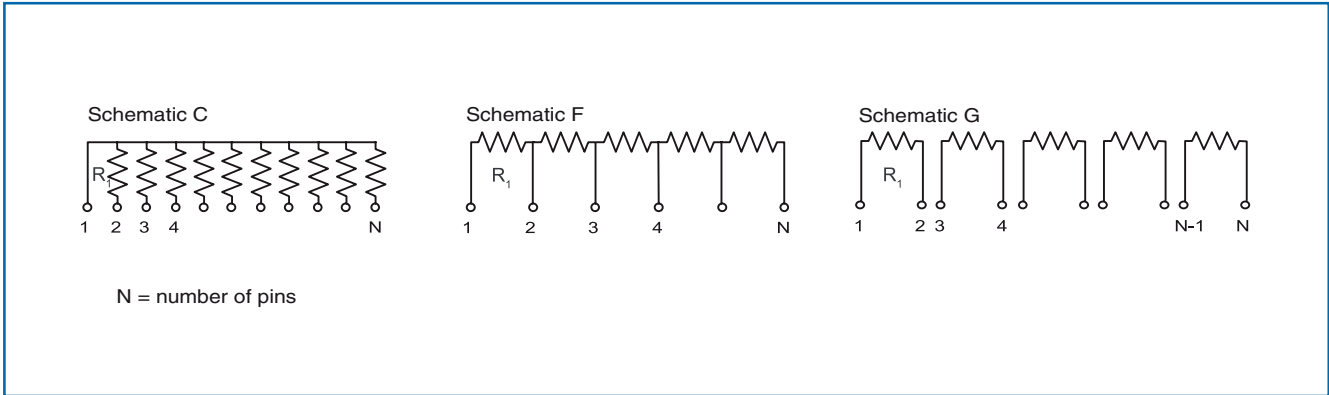 Schematic C
R1
1 2 3 4 N
Schematic F
R1
1 2 3 4 N
Schematic G
R1
1 2 3 4 N-1 N
N = number of pins